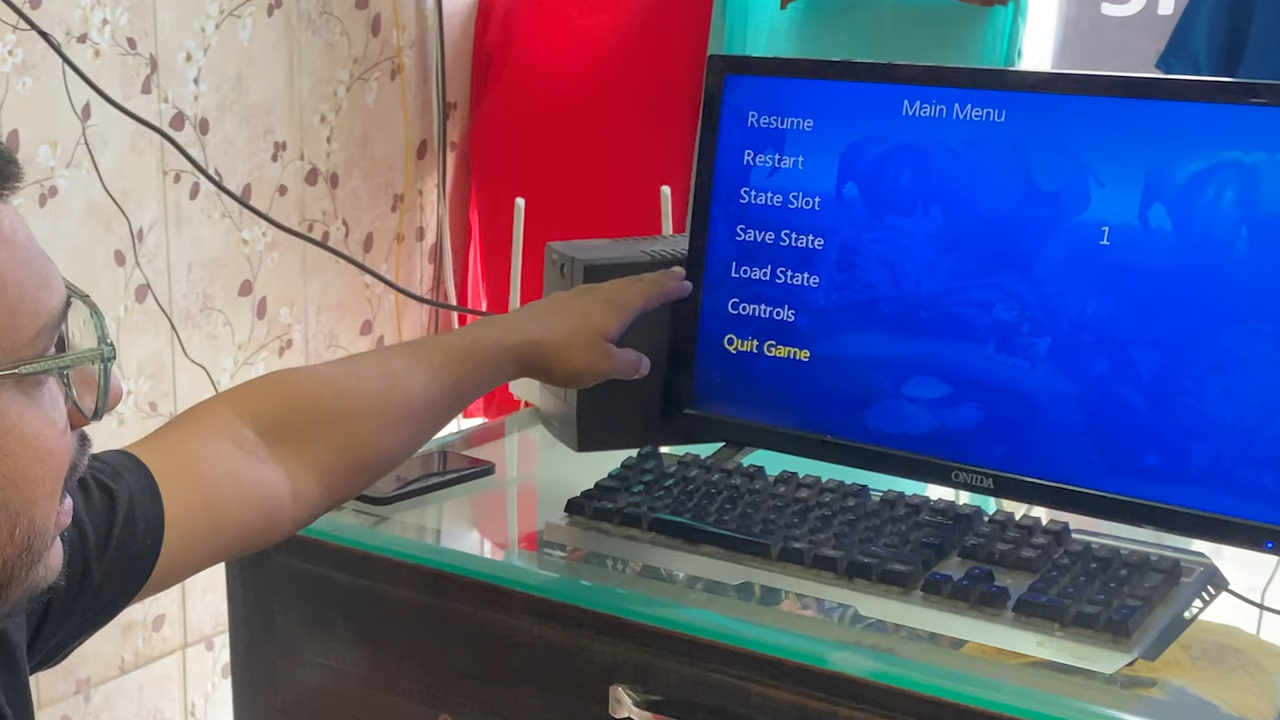 Main Menu
Resume
Restart
State Slot
1
Save State
Load State
Controls
Quit Game
ONIDA